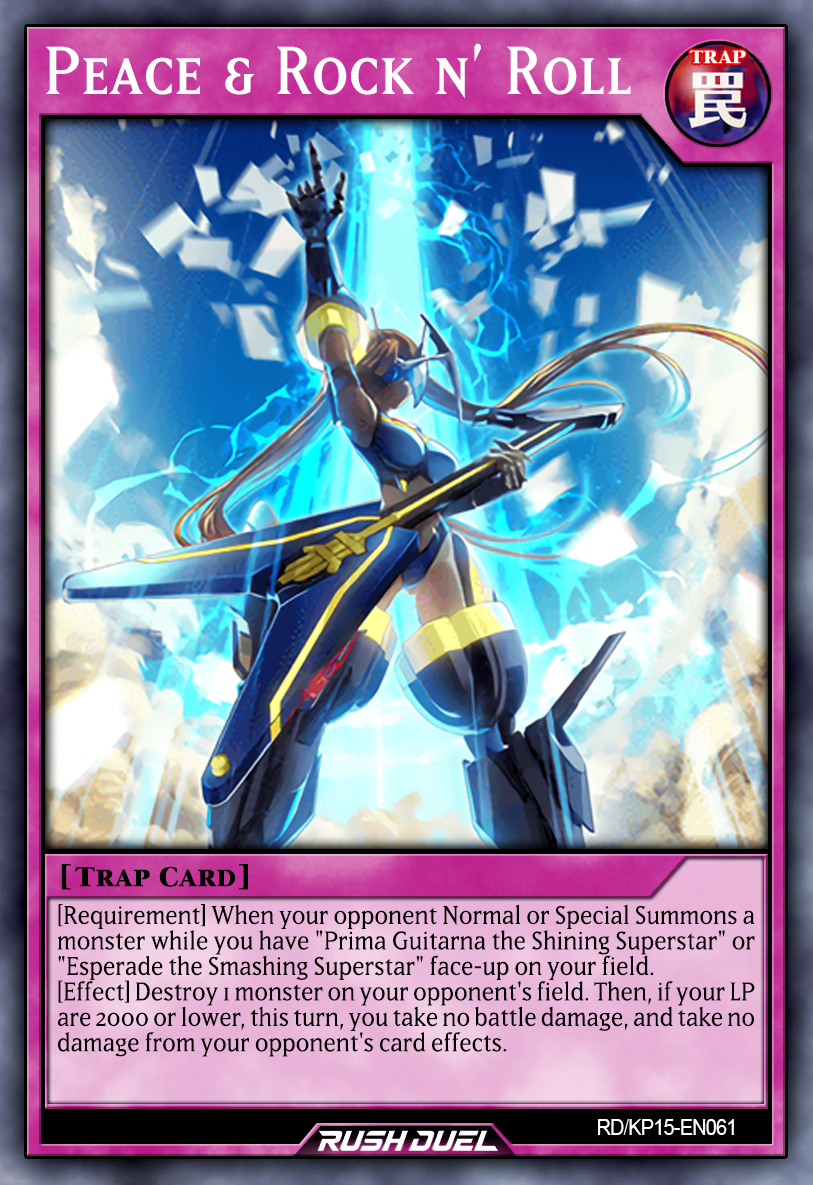 Peace & Rock n' Roll
TRAP
罠
[Trap Card]
[Requirement] When your opponent Normal or Special Summons a
monster while you have "Prima Guitarna the Shining Superstar" or
"Esperade the Smashing Superstar" face-up on your field.
[Effect] Destroy 1 monster on your opponent's field. Then, if your LP
are 2000 or lower, this turn, you take no battle damage, and take no
damage from your opponent's card effects.
RD/KP15-EN061
RUSH DUEL